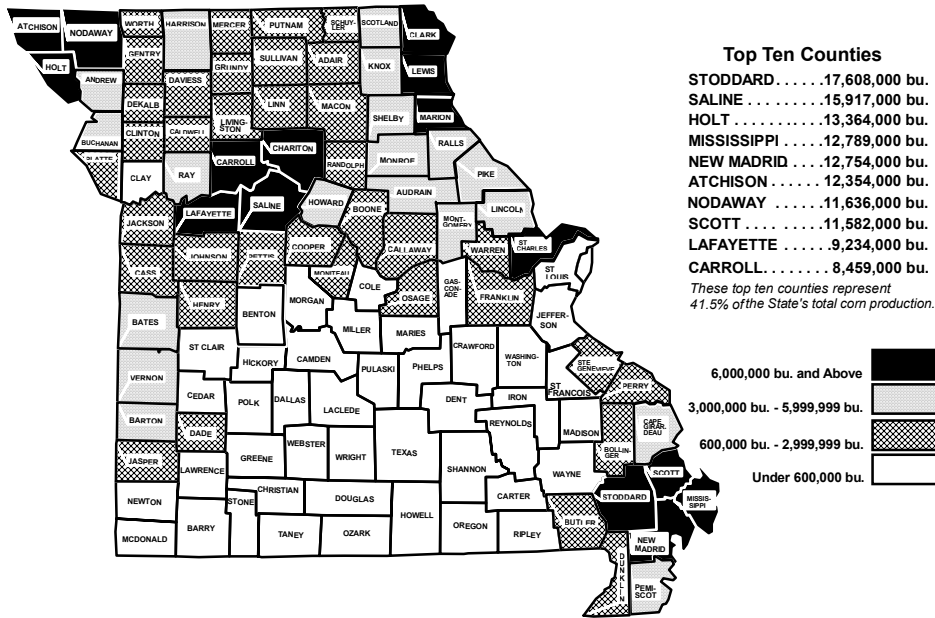 ATCHISON
NODAWAY
WORTH
HARRISON
MERCER
PUTNAM
SCHUY-
LER
SCOTLAND
CLARK
HOLT
GENTRY
ANDREW
DAVIESS
GRUNDY
SULLIVAN
ADAIR
KNOX
LEWIS
DEKALB
LIVING-
STON
LINN
MACON
SHELBY
MARION
BUCHANAN
CLINTON
CALDWELL
CARROLL
CHARITON
RANDOLPH
MONROE
RALLS
PIKE
PLATTE
CLAY
RAY
SALINE
HOWARD
BOONE
AUDRAIN
LINCOLN
LAFAYETTE
JACKSON
MONT-
GOMERY
CALLAWAY
WARREN
ST
CHARLES
ST
LOUIS
CASS
JOHNSON
PETTIS
COOPER
MONITEAU
COLE
OSAGE
GAS-
CON-
ADE
FRANKLIN
JEFFER-
SON
HENRY
BENTON
MORGAN
MILLER
MARIES
BATES
ST CLAIR
HICKORY
CAMDEN
PULASKI
PHELPS
CRAWFORD
WASHING-
TON
STE
GENEVIEVE
ST
FRANCOIS
PERRY
VERNON
CEDAR
POLK
DALLAS
LACLEDE
DENT
IRON
REYNOLDS
MADISON
CAPE
GIRAR-
DEAU
BARTON
DADE
GREENE
WEBSTER
WRIGHT
TEXAS
SHANNON
WAYNE
BOLLIN-
GER
SCOTT
JASPER
LAWRENCE
NEWTON
STONE
CHRISTIAN
DOUGLAS
HOWELL
CARTER
STODDARD
MISSIS-
SIPPI
MCDONALD
BARRY
TANEY
OZARK
OREGON
RIPLEY
BUTLER
NEW
MADRID
DUNKLIN
PEMI-
SCOT
Top Ten Counties
STODDARD. . . . . .17,608,000 bu.
SALINE . . . . . . . . .15,917,000 bu.
HOLT . . . . . . . . . . .13,364,000 bu.
MISSISSIPPI . . . . .12,789,000 bu.
NEW MADRID . . . .12,754,000 bu.
ATCHISON . . . . . . 12,354,000 bu.
NODAWAY . . . . . .11,636,000 bu.
SCOTT . . . . . . . . .11,582,000 bu.
LAFAYETTE . . . . . .9,234,000 bu.
CARROLL. . . . . . . . 8,459,000 bu.
These top ten counties represent
41.5% of the State's total corn production.
6,000,000 bu. and Above
3,000,000 bu. - 5,999,999 bu.
600,000 bu. - 2,999,999 bu.
Under 600,000 bu.